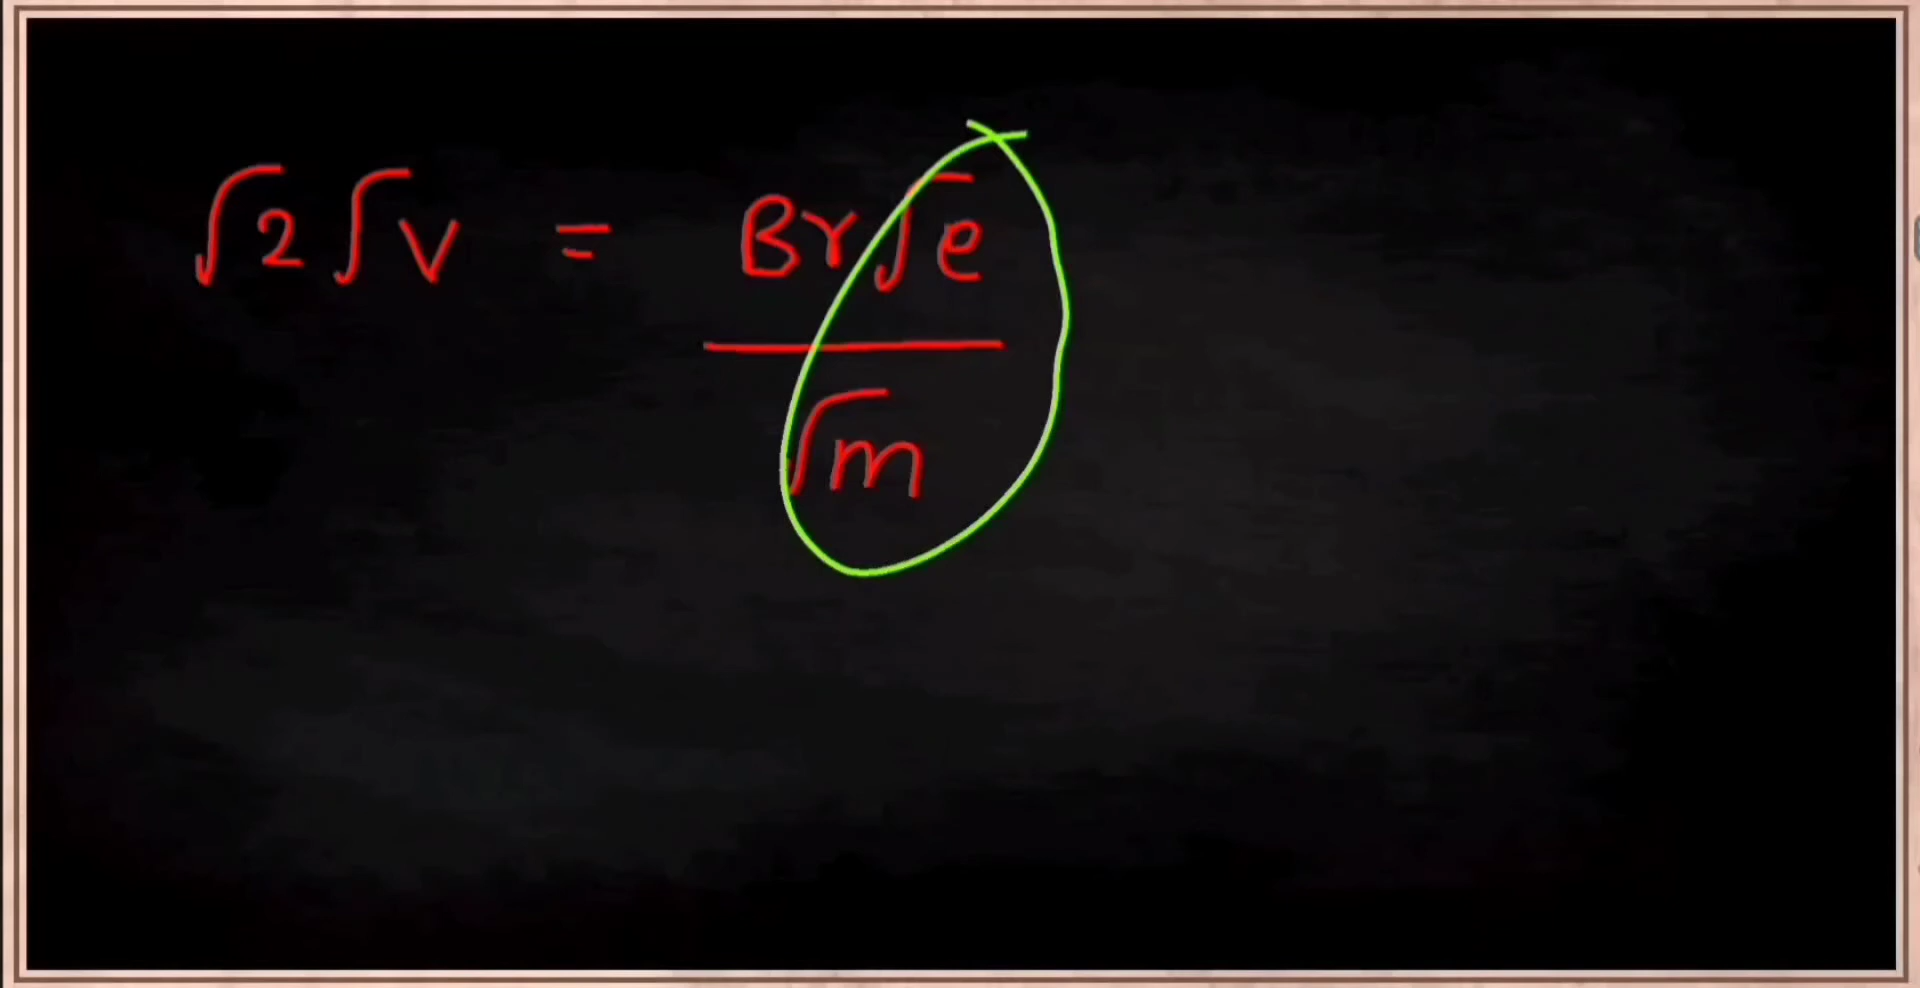 √2 √V = Br√e
√m